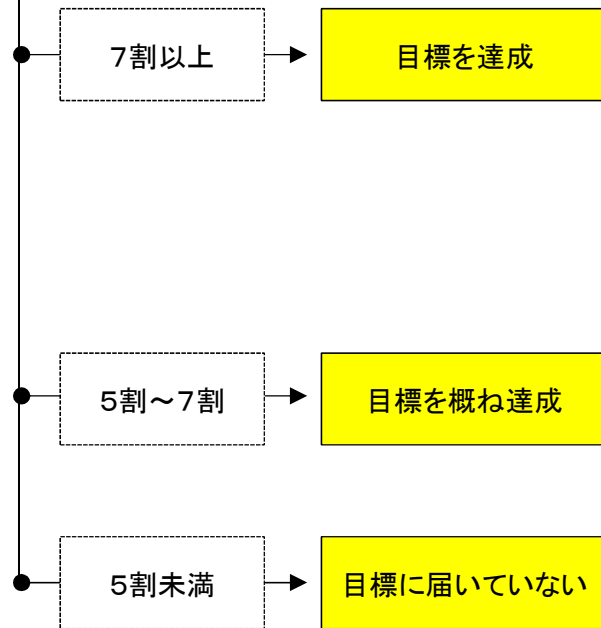 ７割以上
目標を達成
５割～７割
目標を概ね達成
５割未満
目標に届いていない